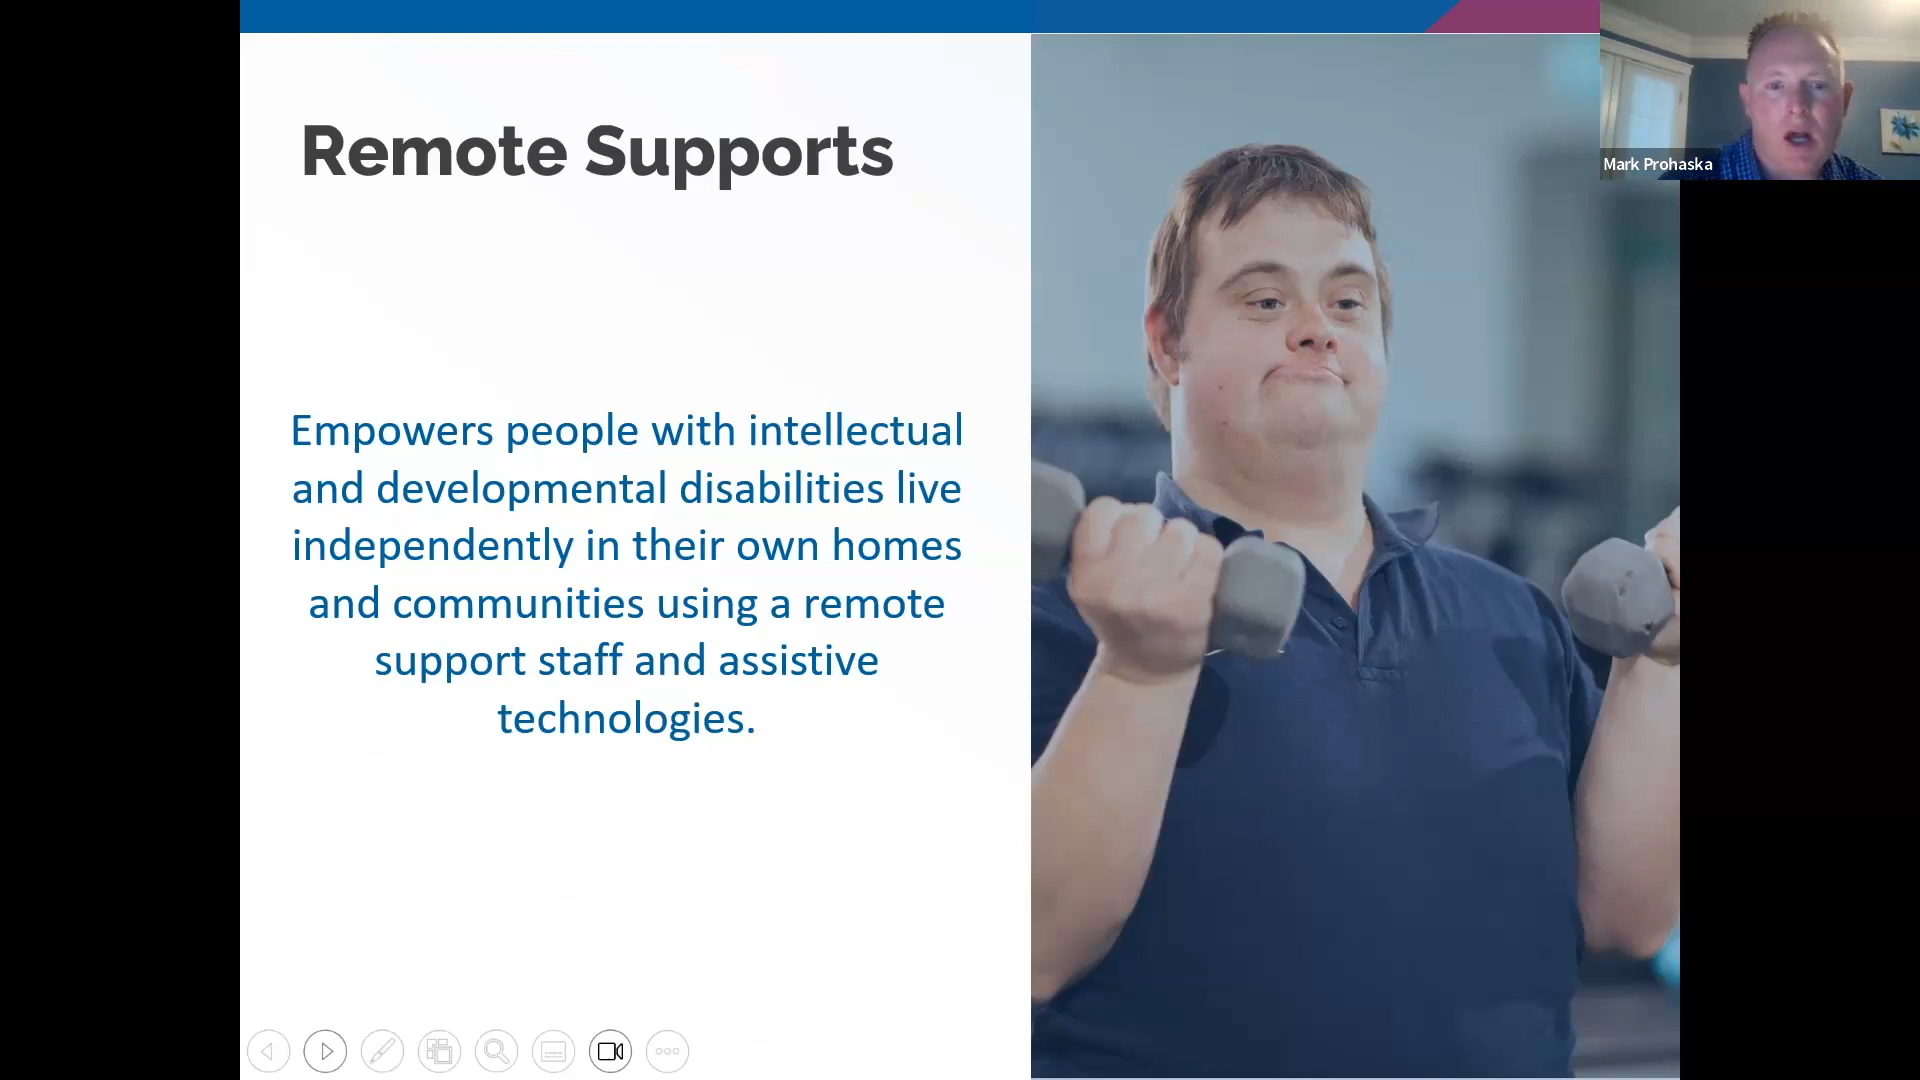 Remote Supports
Mark Prohaska
Empowers people with intellectual
and developmental disabilities live
independently in their own homes
and communities using a remote
support staff and assistive
technologies.